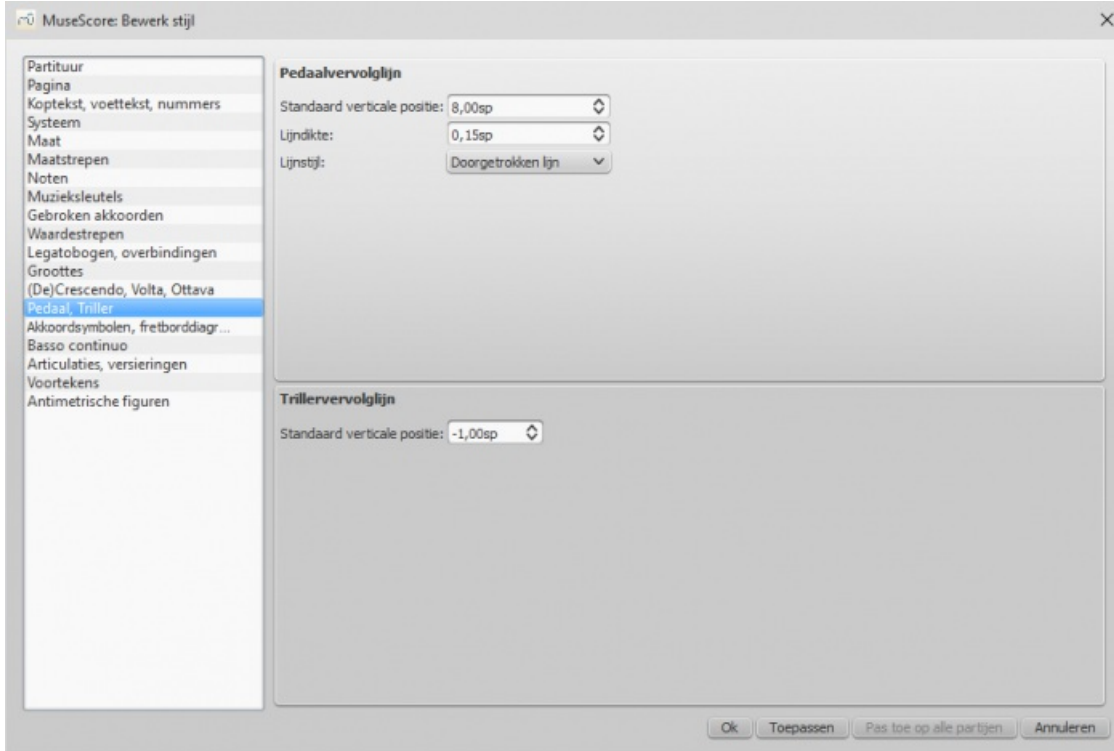 MuseScore: Bewerk stijl
Partituur
Pagina
Koptekst, voettekst, nummers
Systeem
Maat
Maatstrepen
Noten
Muzieksleutels
Gebroken akkoorden
Waardestrepen
Legatobogen, overbindingen
Groottes
(De)Crescendo, Volta, Ottava
Pedaal, Triller
Akkoordsymbolen, fretborddiagr...
Basso continuo
Articulaties, versieringen
Voortekens
Antimetrische figuren
Pedaalvervolglijn
Standaard verticale positie: 8,00sp
Lijndikte: 0,15sp
Lijnstijl: Doorgetrokken lijn
Trillervervolglijn
Standaard verticale positie: -1,00sp
Ok Toepassen Pas toe op alle partijen Annuleren